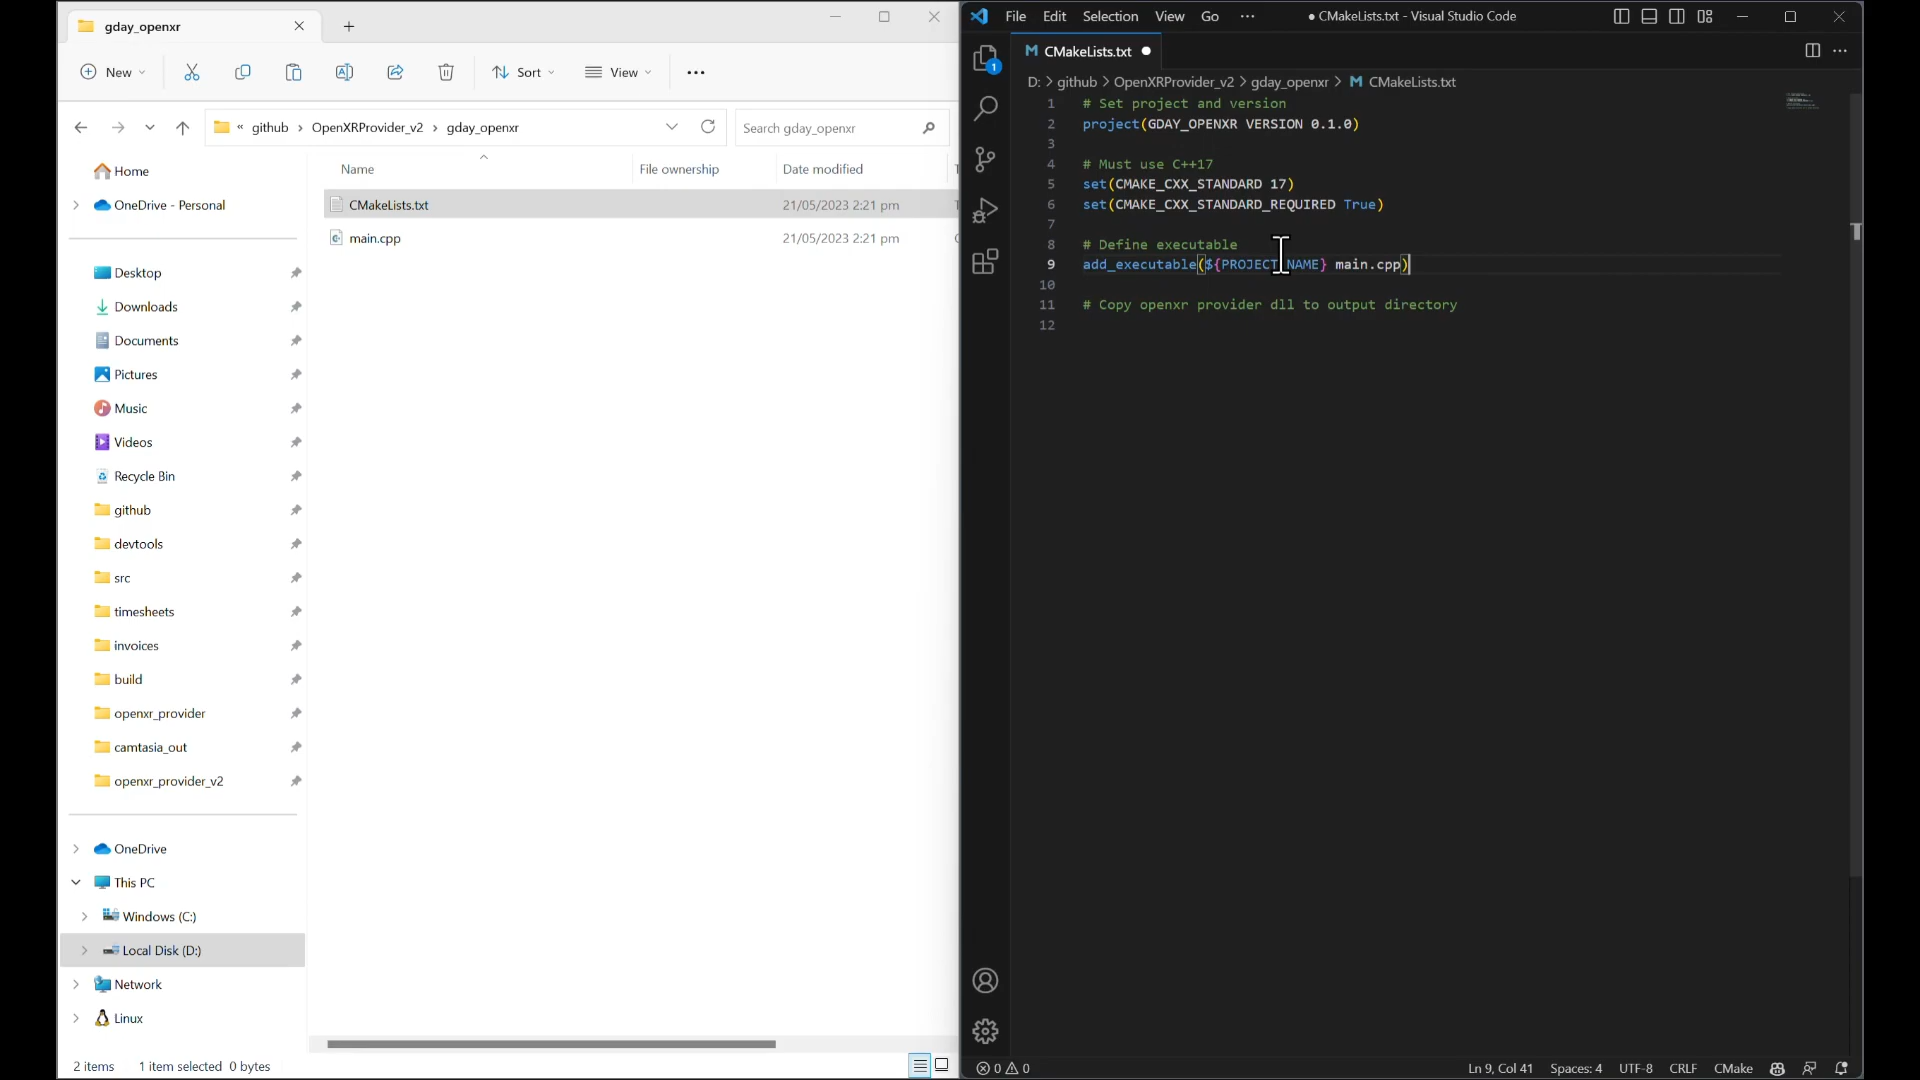 gday_openxr
New
Sort
View
« github › OpenXRProvider_v2 › gday_openxr
Search gday_openxr
Name
File ownership
Date modified
CMakeLists.txt
21/05/2023 2:21 pm
main.cpp
21/05/2023 2:21 pm
Home
OneDrive - Personal
Desktop
Downloads
Documents
Pictures
Music
Videos
Recycle Bin
github
devtools
src
timesheets
invoices
build
openxr_provider
camtasia_out
openxr_provider_v2
OneDrive
This PC
Windows (C:)
Local Disk (D:)
Network
Linux
2 items
1 item selected 0 bytes
File Edit Selection View Go ···
● CMakeLists.txt - Visual Studio Code
1
M CMakeLists.txt ●
D: > github > OpenXRProvider_v2 > gday_openxr > M CMakeLists.txt
1 # Set project and version
2 project(GDAY_OPENXR VERSION 0.1.0)
3
4 # Must use C++17
5 set(CMAKE_CXX_STANDARD 17)
6 set(CMAKE_CXX_STANDARD_REQUIRED True)
7
8 # Define executable
9 add_executable(${PROJECT_NAME} main.cpp)
10
11 # Copy openxr provider dll to output directory
12
0 0
Ln 9, Col 41
Spaces: 4
UTF-8
CRLF
CMake